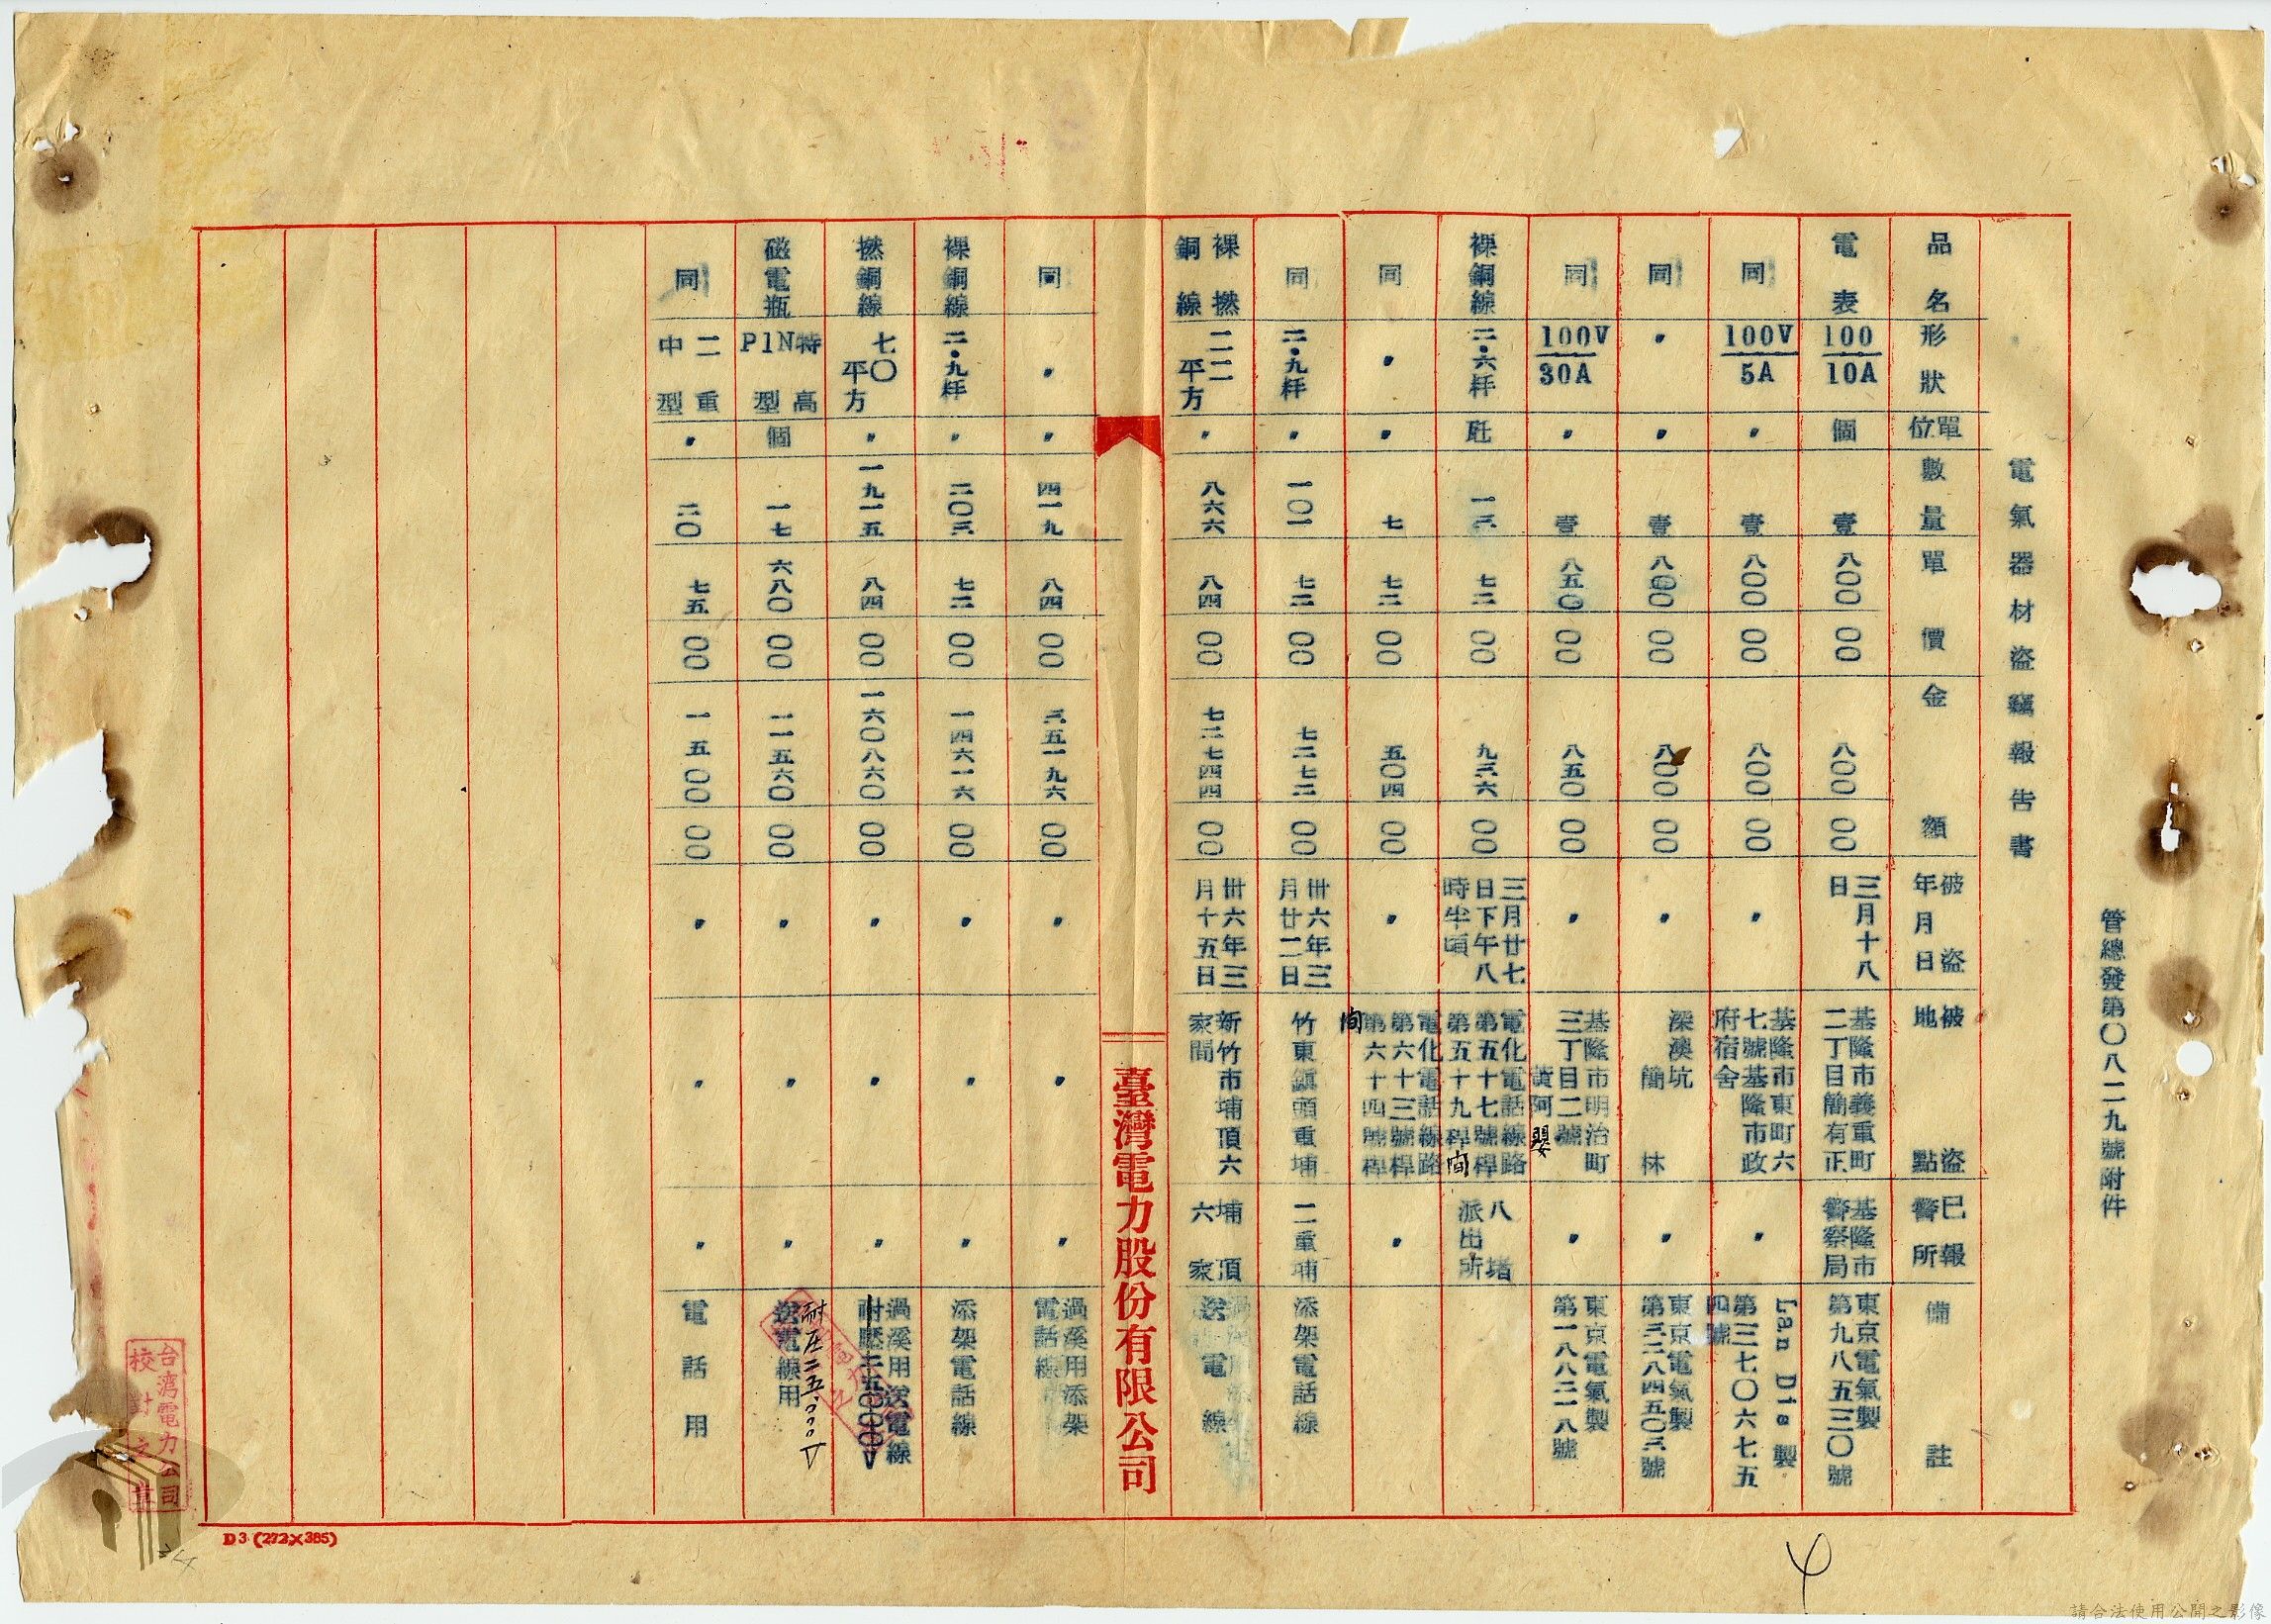 管總發第〇八二九號附件
電氣器材盜竊報告書
品名 形狀 單位 數量 單價 金額 被盜年月日 被盜地點 已報警所 備註
電表 100/10A 個 壹 八〇〇 〇〇 八〇〇 〇〇 三月十八日 基隆市義重町二丁目簡有正 基隆市警察局 東京電氣製第九八五三〇號
同 100V/5A 〃 壹 八〇〇 〇〇 八〇〇 〇〇 〃 基隆市東町六七號基隆市政府宿舍 〃 Lan Dis製第三七〇六七五四號
同 〃 〃 壹 八〇〇 〇〇 八〇〇 〇〇 〃 深澳坑簡林 〃 東京電氣製第三二八四五〇三號
同 100V/30A 〃 壹 八五〇 〇〇 八五〇 〇〇 〃 基隆市明治町三丁目二號黃阿嬰 〃 東京電氣製第一八八二一八號
裸銅線 二・六粍 瓩 一三 七二 〇〇 九三六 〇〇 三月廿七日下午八時半頃 電化電話線路第五十七號桿第五十九桿間 八堵派出所
同 〃 〃 七 七二 〇〇 五〇四 〇〇 〃 電化電話線路第六十三號桿第六十四號桿間 〃
同 二・九粍 〃 一〇一 七二 〇〇 七二七二 〇〇 卅六年三月廿二日 竹東鎮頭重埔 二重埔 添架電話線
裸撚銅線 二二平方 〃 八六六 八四 〇〇 七二七四四 〇〇 卅六年三月十五日 新竹市埔頂六家間 埔頂六家 送電線
臺灣電力股份有限公司
同 〃 〃 四一九 八四 〇〇 三五一九六 〇〇 〃 〃 〃 過溪用添架電話線
裸銅線 二・九粍 〃 二〇三 七二 〇〇 一四六一六 〇〇 〃 〃 〃 添架電話線
撚銅線 七〇平方 〃 一九一五 八四 〇〇 一六〇八六〇 〇〇 〃 〃 〃 過溪用送電線
磁電瓶 特高P1N型 個 一七 六八〇 〇〇 一一五六〇 〇〇 〃 〃 〃 耐圧二五.〇〇〇V送電線用
同 二重中型 〃 二〇 七五 〇〇 一五〇〇 〇〇 〃 〃 〃 電話用
台湾電力公司校對之章
D3 (272×385)
請合法使用公開之影像